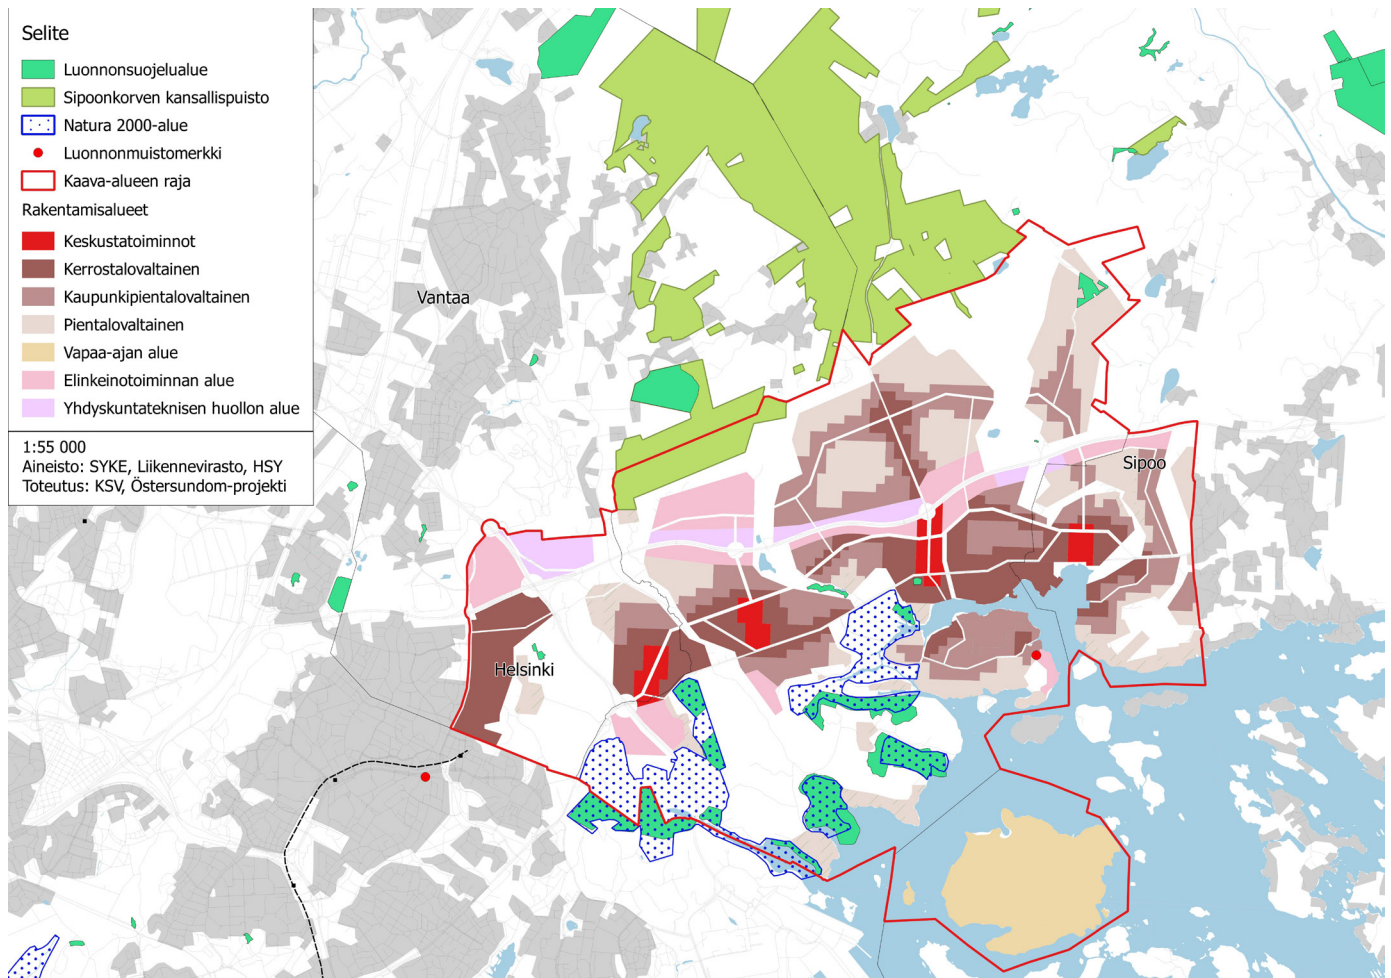 Selite
Luonnonsuojelualue
Sipoonkorven kansallispuisto
Natura 2000-alue
Luonnonmuistomerkki
Kaava-alueen raja
Rakentamisalueet
Keskustatoiminnot
Kerrostalovaltainen
Kaupunkipientalovaltainen
Pientalovaltainen
Vapaa-ajan alue
Elinkeinotoiminnan alue
Yhdyskuntateknisen huollon alue
1:55 000
Aineisto: SYKE, Liikennevirasto, HSY
Toteutus: KSV, Östersundom-projekti
Vantaa
Sipoo
Helsinki